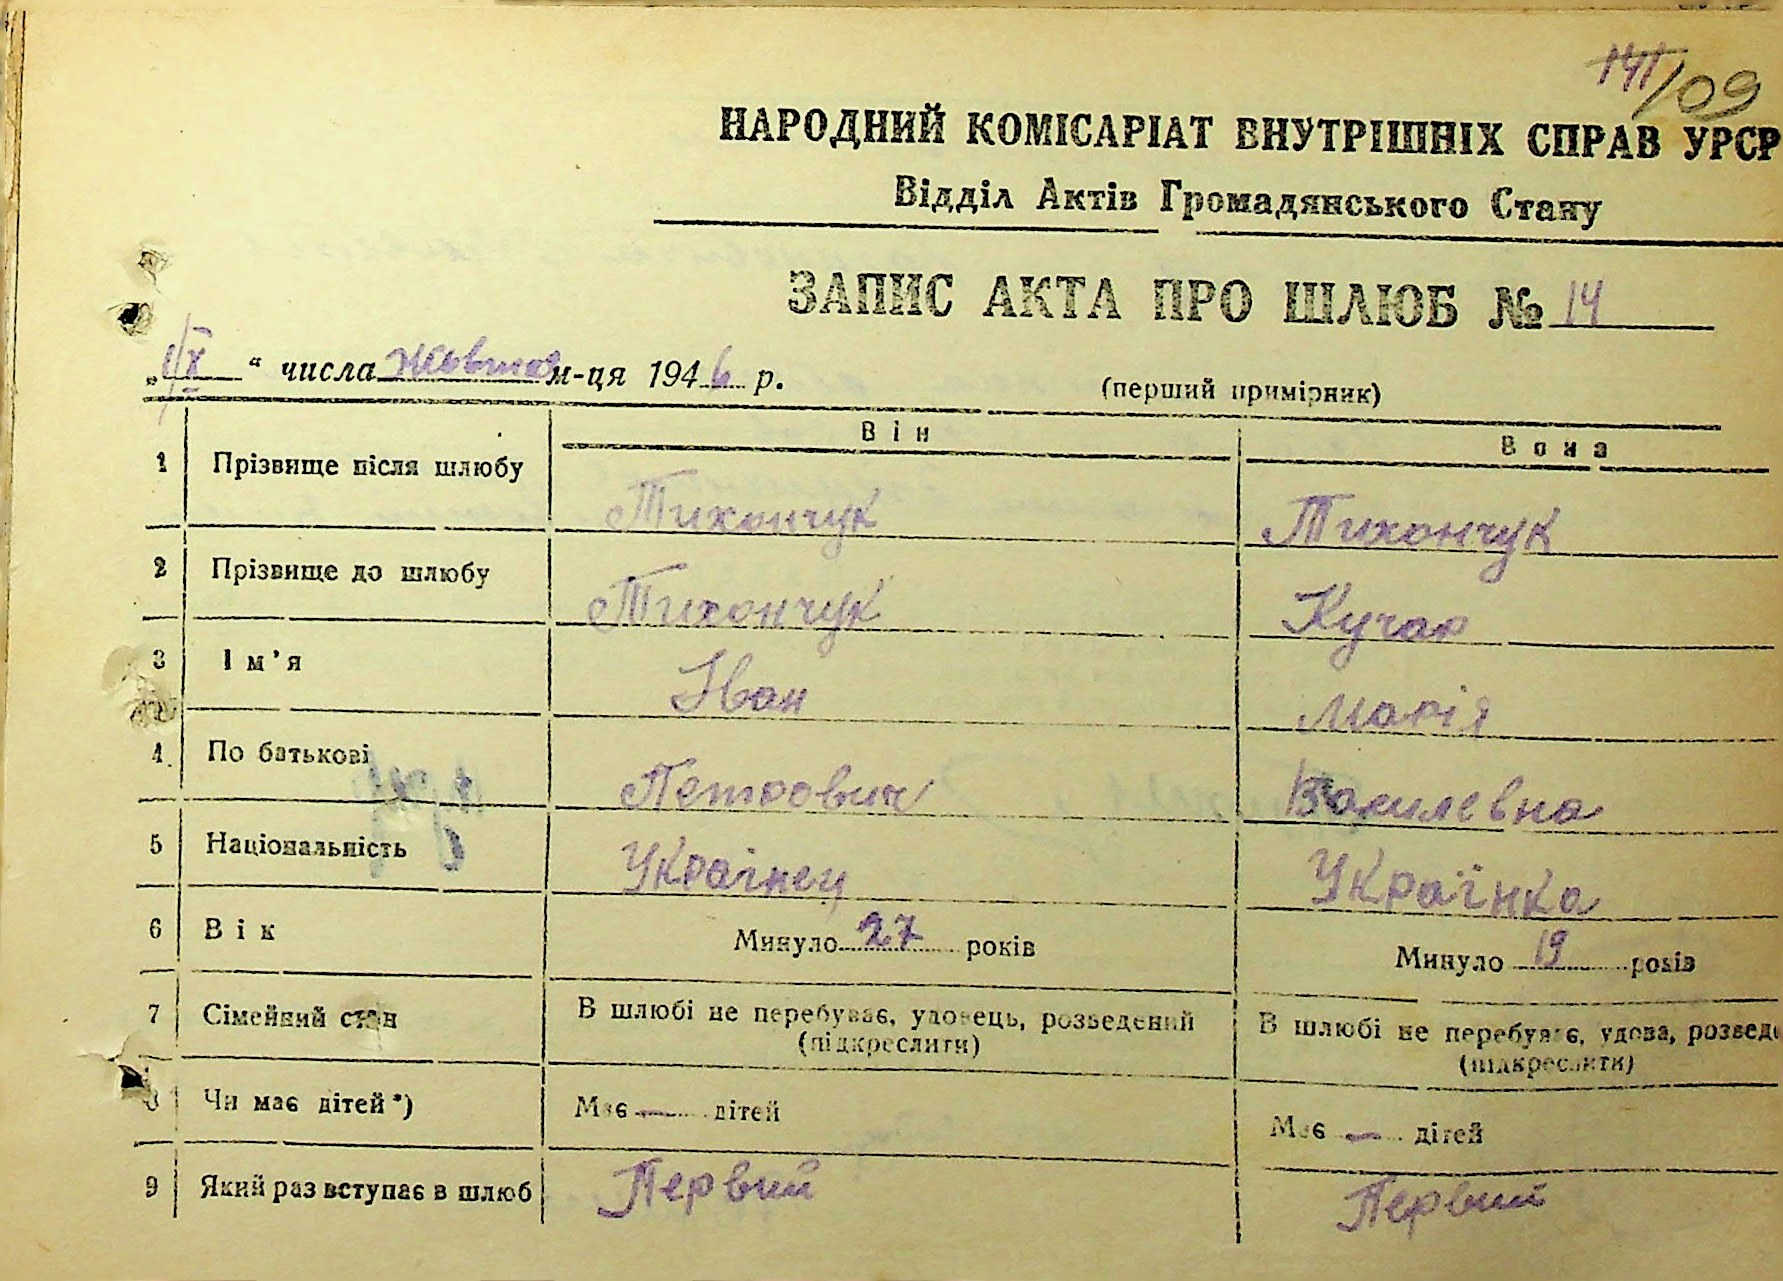 141/109
НАРОДНИЙ КОМІСАРІАТ ВНУТРІШНІХ СПРАВ УРСР
Відділ Актів Громадянського Стану
ЗАПИС АКТА ПРО ШЛЮБ № 14
„ 1/X “ числа Жовтня м-ця 1946 р.
(перший примірник)
Він Вона
1 Прізвище після шлюбу Тихончук Тихончук
2 Прізвище до шлюбу Тихончук Кучар
3 Ім’я Іван Марія
4 По батькові Петрович Василевна
5 Національність Українец Українка
6 Вік Минуло 27 років Минуло 19 років
7 Сімейний стан В шлюбі не перебуває, удовець, розведений В шлюбі не перебуває, удова, розведе
(підкреслити) (підкреслити)
8 Чи має дітей*) Має — дітей Має — дітей
9 Який раз вступає в шлюб Первий Первий